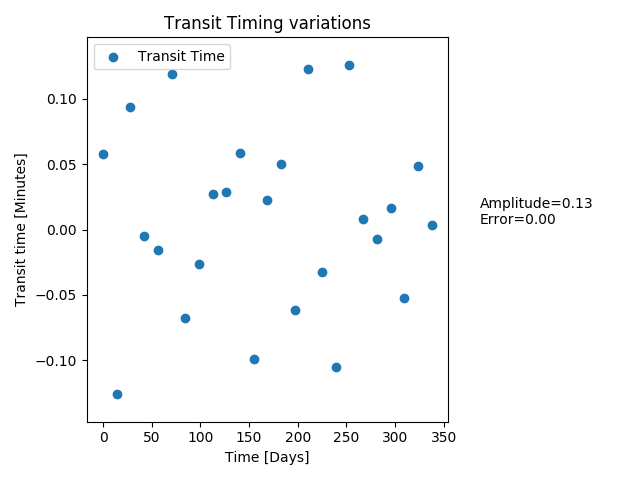 Transit Timing variations
Transit Time
Transit time [Minutes]
0.10
0.05
0.00
−0.05
−0.10
0 50 100 150 200 250 300 350
Time [Days]
Amplitude=0.13
Error=0.00